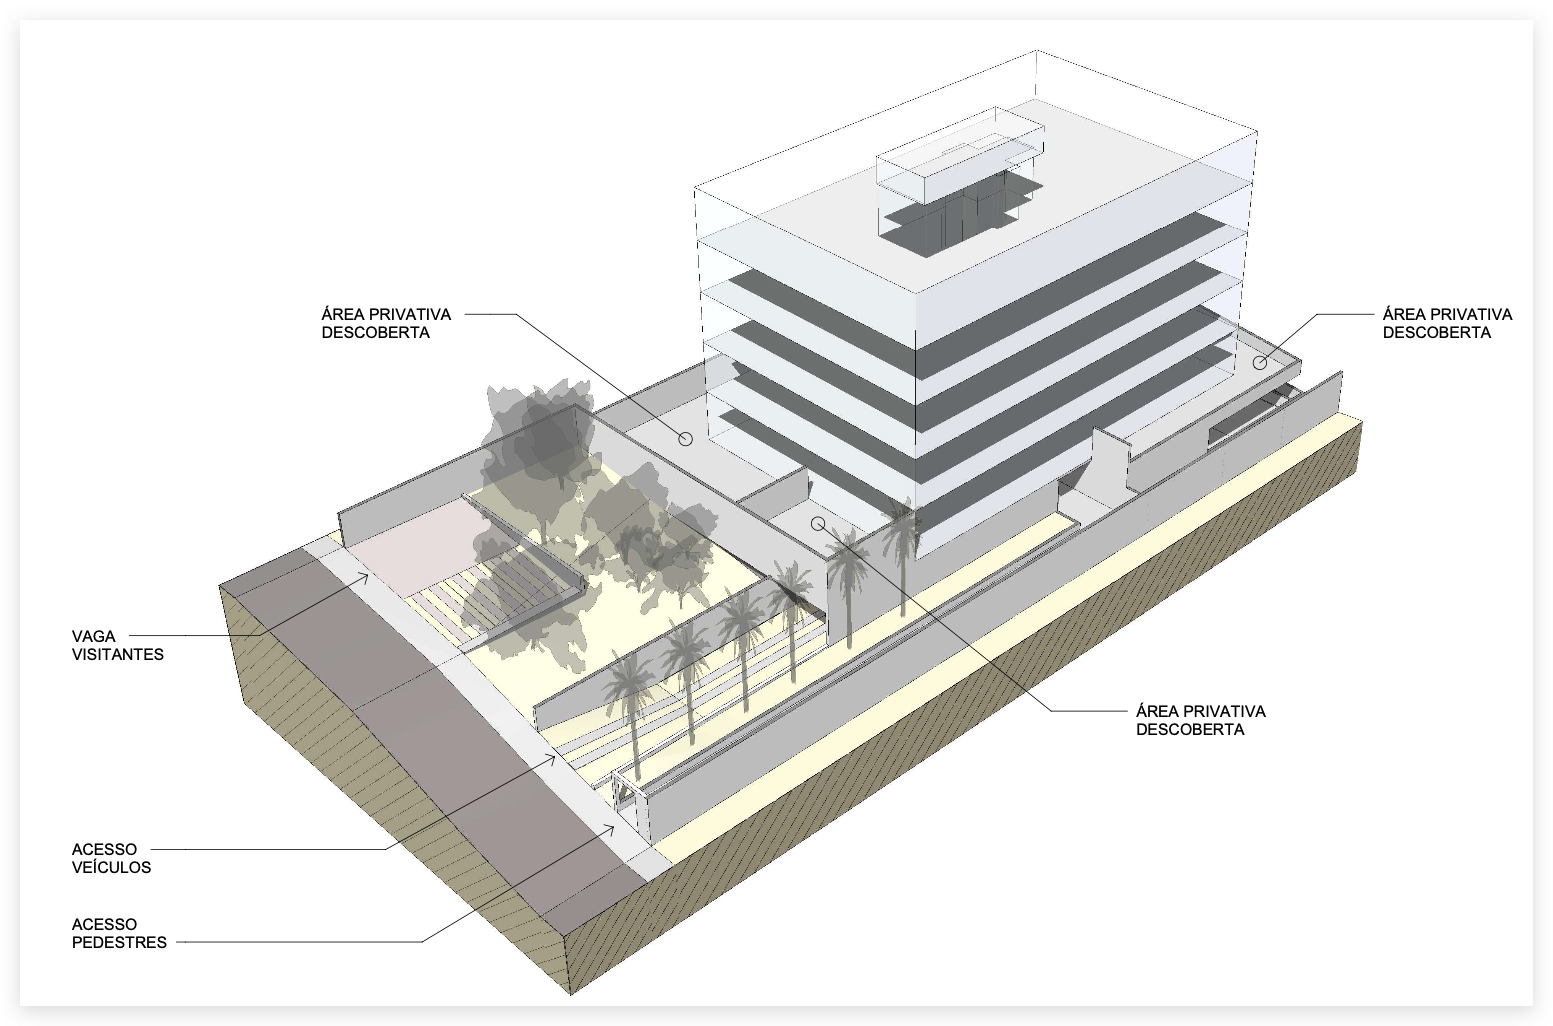 ÁREA PRIVATIVA
DESCOBERTA
ÁREA PRIVATIVA
DESCOBERTA
VAGA
VISITANTES
ÁREA PRIVATIVA
DESCOBERTA
ACESSO
VEÍCULOS
ACESSO
PEDESTRES